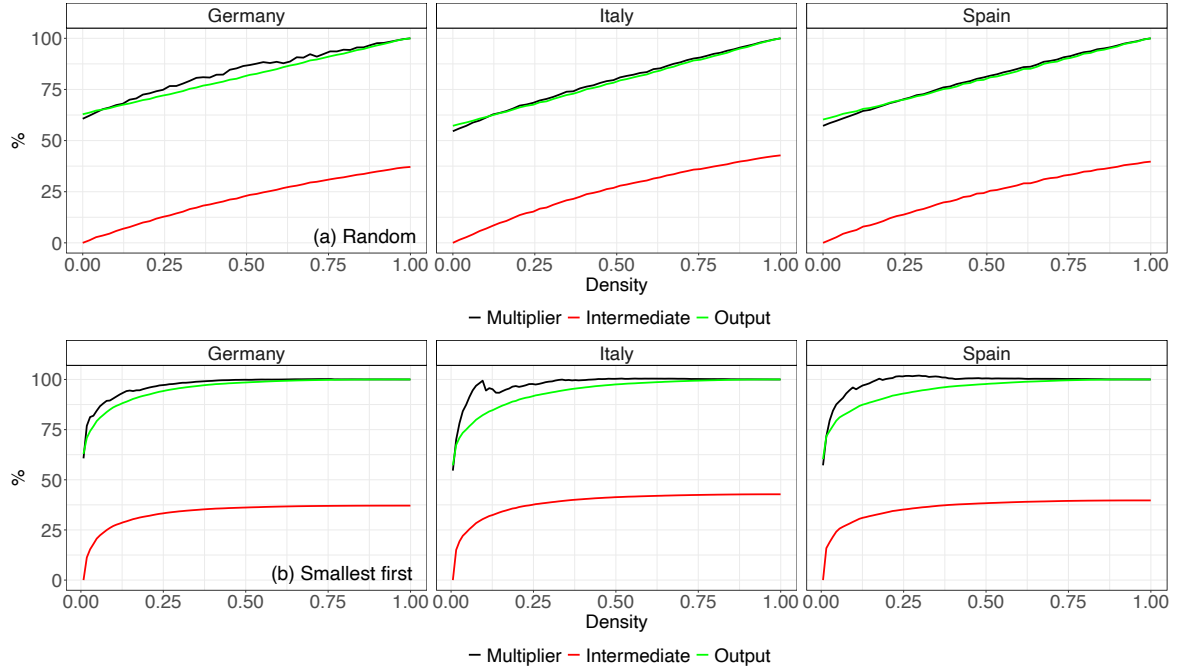 Germany Italy Spain
100
75
50
25
0
%
(a) Random
0.00 0.25 0.50 0.75 1.00 0.00 0.25 0.50 0.75 1.00 0.00 0.25 0.50 0.75 1.00
Density
Multiplier Intermediate Output
Germany Italy Spain
100
75
50
25
0
%
(b) Smallest first
0.00 0.25 0.50 0.75 1.00 0.00 0.25 0.50 0.75 1.00 0.00 0.25 0.50 0.75 1.00
Density
Multiplier Intermediate Output